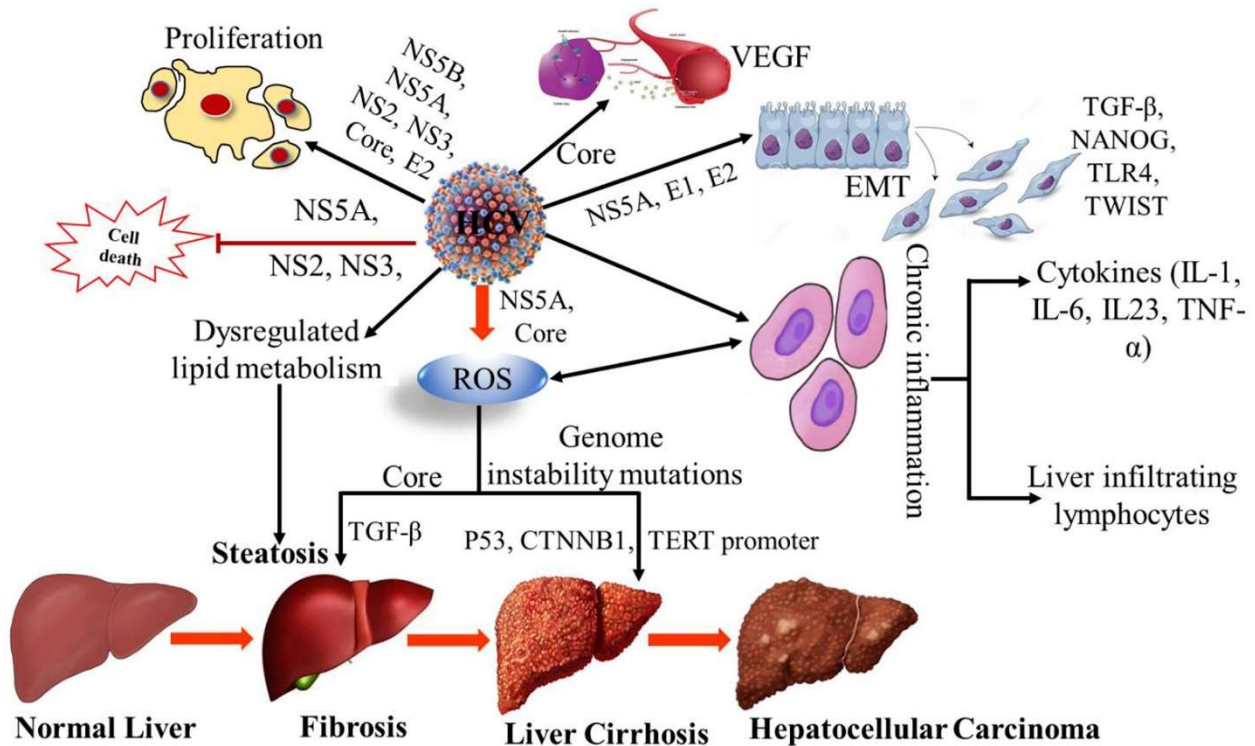 Proliferation
NS5B,
NS5A,
NS2, NS3,
Core, E2
VEGF
Core
NS5A, E1, E2
EMT
TGF-β,
NANOG,
TLR4,
TWIST
HCV
NS5A,
Cell
death
NS2, NS3,
NS5A,
Core
Dysregulated
lipid metabolism
ROS
Chronic inflammation
Cytokines (IL-1,
IL-6, IL23, TNF-
α)
Liver infiltrating
lymphocytes
Core
Genome
instability mutations
TGF-β
P53, CTNNB1, TERT promoter
Steatosis
Normal Liver
Fibrosis
Liver Cirrhosis
Hepatocellular Carcinoma